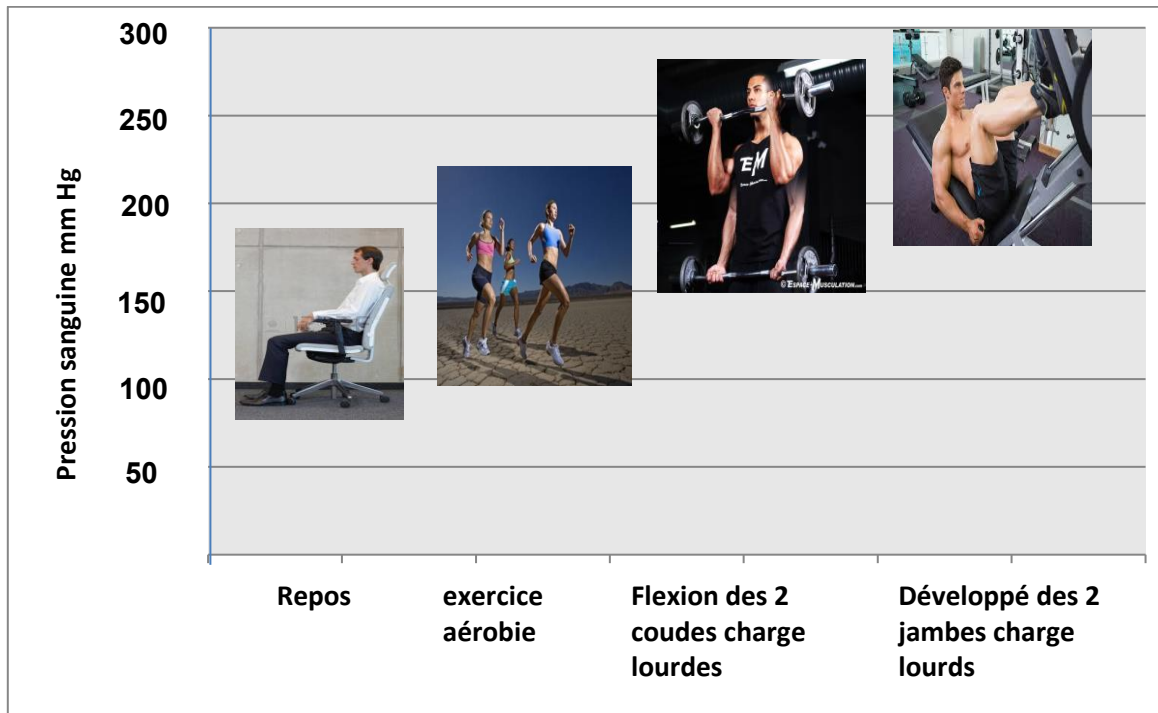 300
250
200
150
100
50
Pression sanguine mm Hg
EM
© ESPACE-MUSCULATION.com
Repos
exercice
aérobie
Flexion des 2
coudes charge
lourdes
Développé des 2
jambes charge
lourds